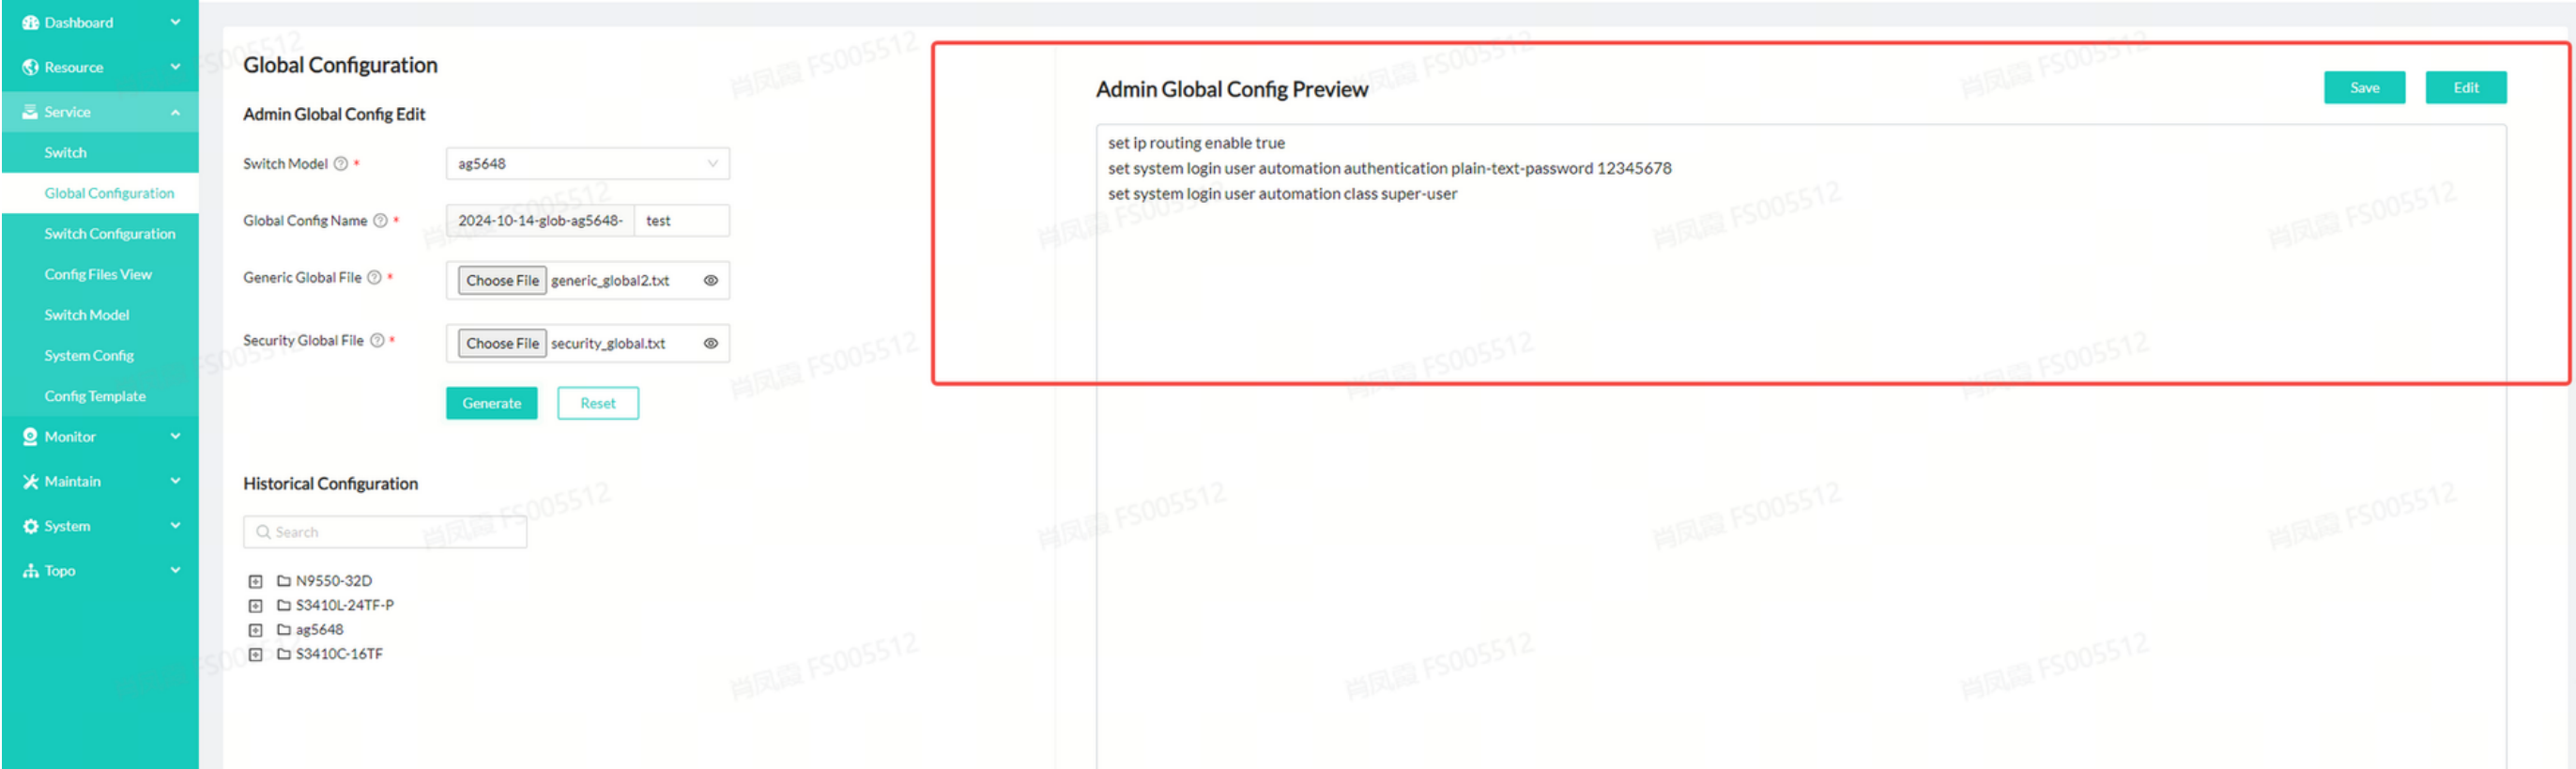 Dashboard
Resource
Service
Switch
Global Configuration
Switch Configuration
Config Files View
Switch Model
System Config
Config Template
Monitor
Maintain
System
Topo
Global Configuration
Admin Global Config Edit
Switch Model ? *
ag5648
Global Config Name ? *
2024-10-14-glob-ag5648- test
Generic Global File ? *
Choose File generic_global2.txt
Security Global File ? *
Choose File security_global.txt
Generate Reset
Historical Configuration
Search
N9550-32D
S3410L-24TF-P
ag5648
S3410C-16TF
Admin Global Config Preview
Save Edit
set ip routing enable true
set system login user automation authentication plain-text-password 12345678
set system login user automation class super-user
肖凤霞 FS005512